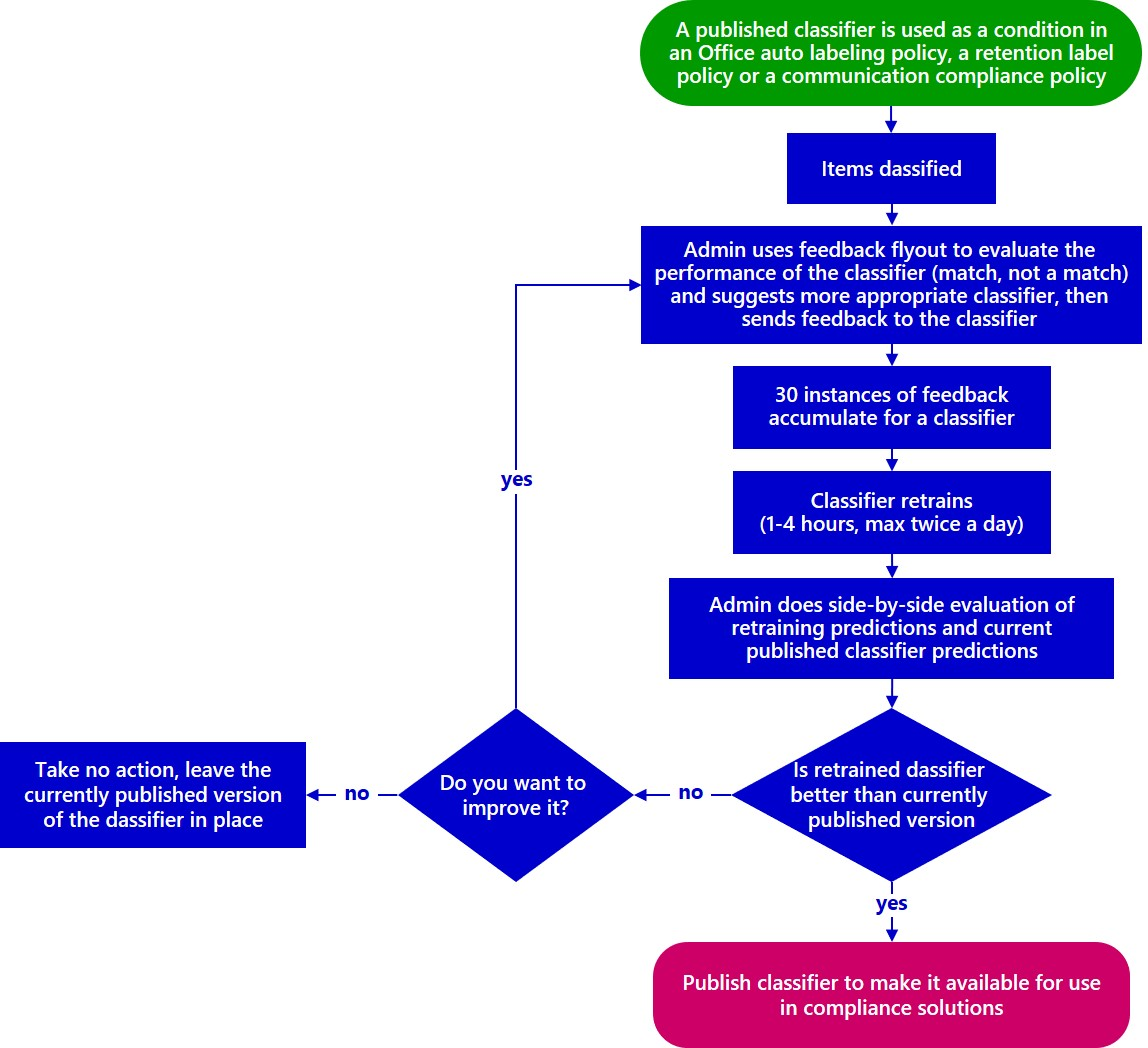 A published classifier is used as a condition in
an Office auto labeling policy, a retention label
policy or a communication compliance policy
Items dassified
Admin uses feedback flyout to evaluate the
performance of the classifier (match, not a match)
and suggests more appropriate classifier, then
sends feedback to the classifier
30 instances of feedback
accumulate for a classifier
Classifier retrains
(1-4 hours, max twice a day)
Admin does side-by-side evaluation of
retraining predictions and current
published classifier predictions
Is retrained dassifier
better than currently
published version
no
Do you want to
improve it?
yes
no
Take no action, leave the
currently published version
of the dassifier in place
yes
Publish classifier to make it available for use
in compliance solutions